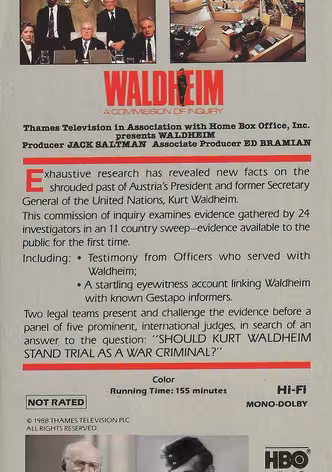 WALDHEIM
A COMMISSION OF INQUIRY
Thames Television in Association with Home Box Office, Inc.
presents WALDHEIM
Producer JACK SALTMAN Associate Producer ED BRAMIAN
Exhaustive research has revealed new facts on the
shrouded past of Austria's President and former Secretary
General of the United Nations, Kurt Waldheim.
This commission of inquiry examines evidence gathered by 24
investigators in an 11 country sweep–evidence available to the
public for the first time.
Including: • Testimony from Officers who served with
Waldheim;
• A startling eyewitness account linking Waldheim
with known Gestapo informers.
Two legal teams present and challenge the evidence before a
panel of five prominent, international judges, in search of an
answer to the question: "SHOULD KURT WALDHEIM
STAND TRIAL AS A WAR CRIMINAL?"
Color
Running Time: 155 minutes
Hi-Fi
NOT RATED
MONO-DOLBY
© 1988 THAMES TELEVISION PLC
ALL RIGHTS RESERVED
HBO